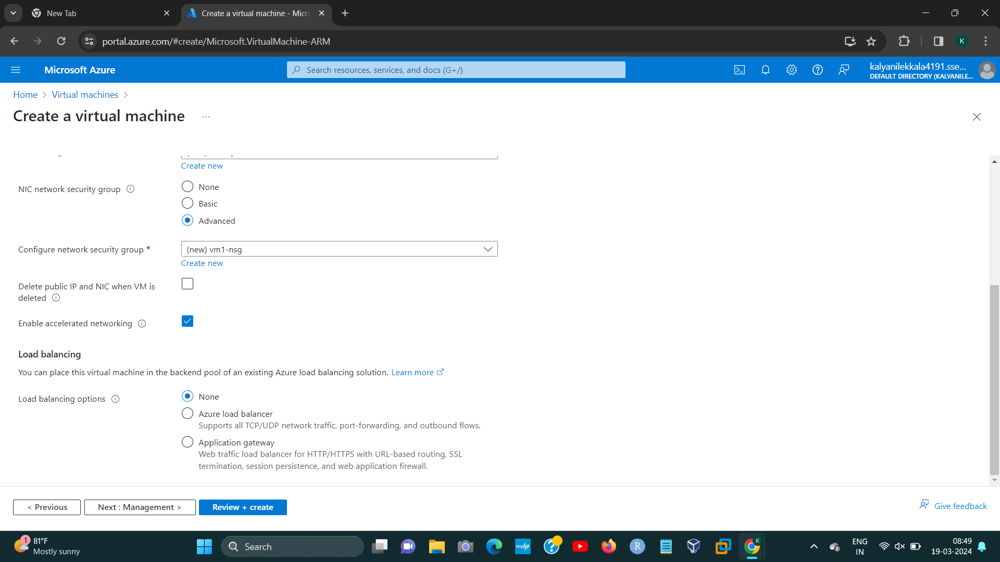 New Tab
Create a virtual machine - Micr
portal.azure.com/#create/Microsoft.VirtualMachine-ARM
K
Microsoft Azure
Search resources, services, and docs (G+/)
kalyanilekkala4191.sse...
DEFAULT DIRECTORY (KALYANILE...
Home > Virtual machines >
Create a virtual machine ...
Create new
NIC network security group
None
Basic
Advanced
Configure network security group *
(new) vm1-nsg
Create new
Delete public IP and NIC when VM is
deleted
Enable accelerated networking
Load balancing
You can place this virtual machine in the backend pool of an existing Azure load balancing solution. Learn more
Load balancing options
None
Azure load balancer
Supports all TCP/UDP network traffic, port-forwarding, and outbound flows.
Application gateway
Web traffic load balancer for HTTP/HTTPS with URL-based routing, SSL
termination, session persistence, and web application firewall.
< Previous
Next : Management >
Review + create
Give feedback
1
81°F
Mostly sunny
Search
myhp
R
K
ENG
IN
08:49
19-03-2024